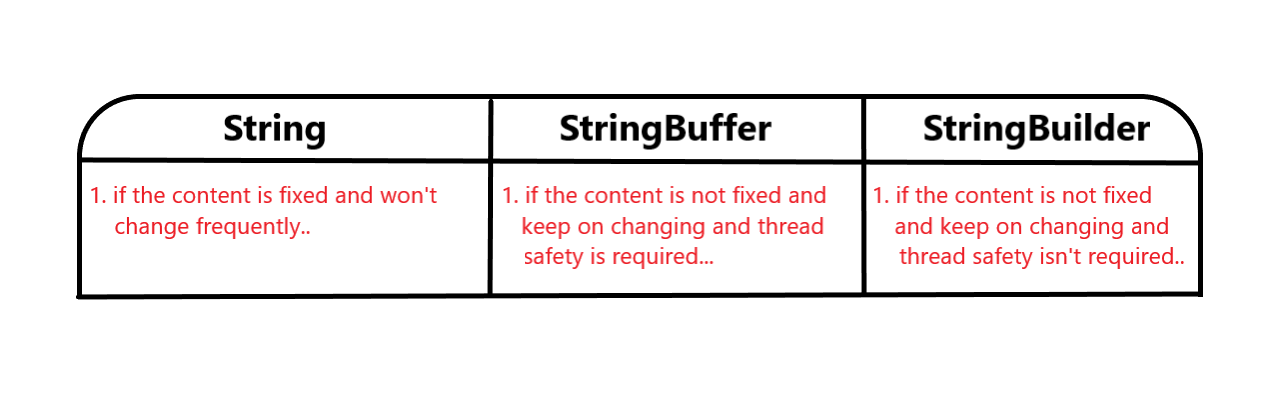 String
StringBuffer
StringBuilder
1. if the content is fixed and won't
change frequently..
1. if the content is not fixed and
keep on changing and thread
safety is required...
1. if the content is not fixed
and keep on changing and
thread safety isn't required..